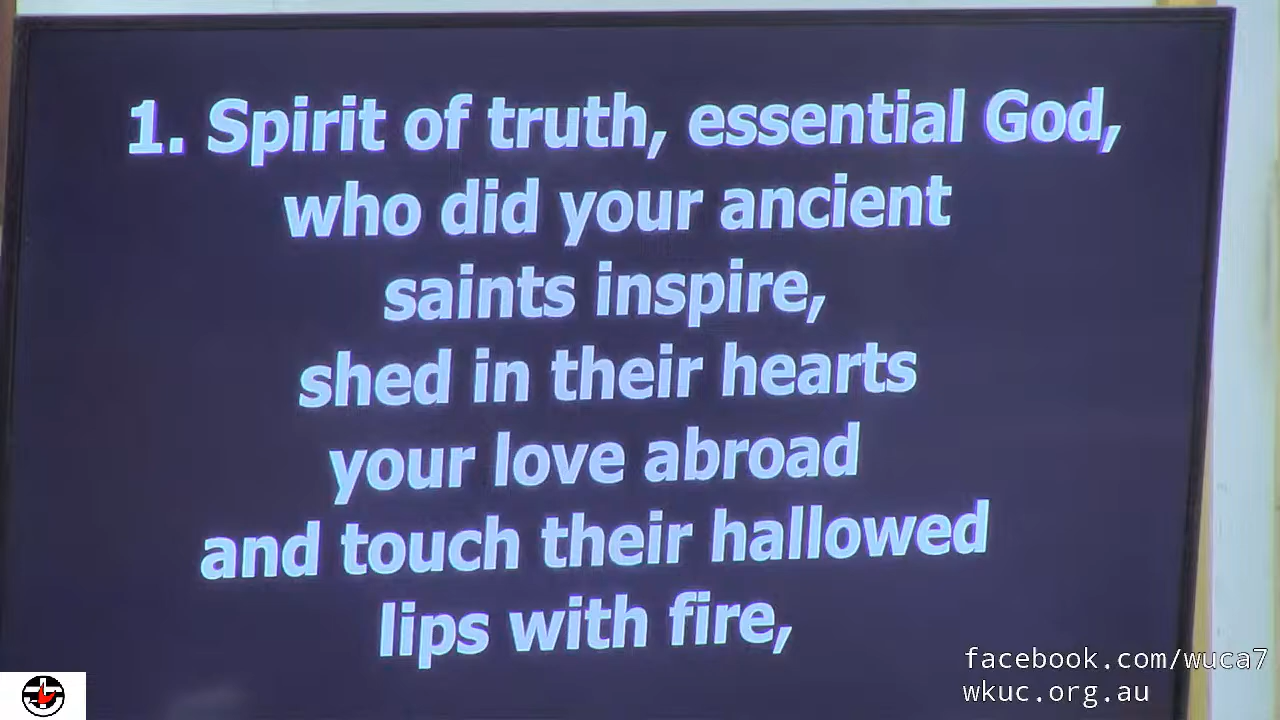 1. Spirit of truth, essential God,
who did your ancient
saints inspire,
shed in their hearts
your love abroad
and touch their hallowed
lips with fire,
facebook.com/wuca7
wkuc.org.au